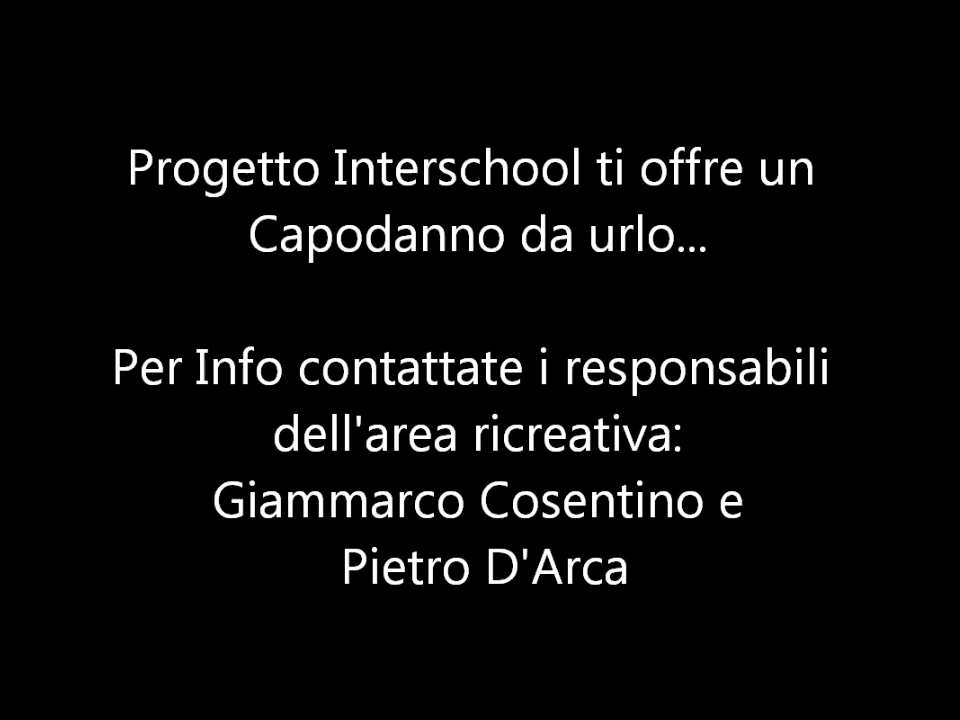 Progetto Interschool ti offre un
Capodanno da urlo...
Per Info contattate i responsabili
dell'area ricreativa:
Giammarco Cosentino e
Pietro D'Arca